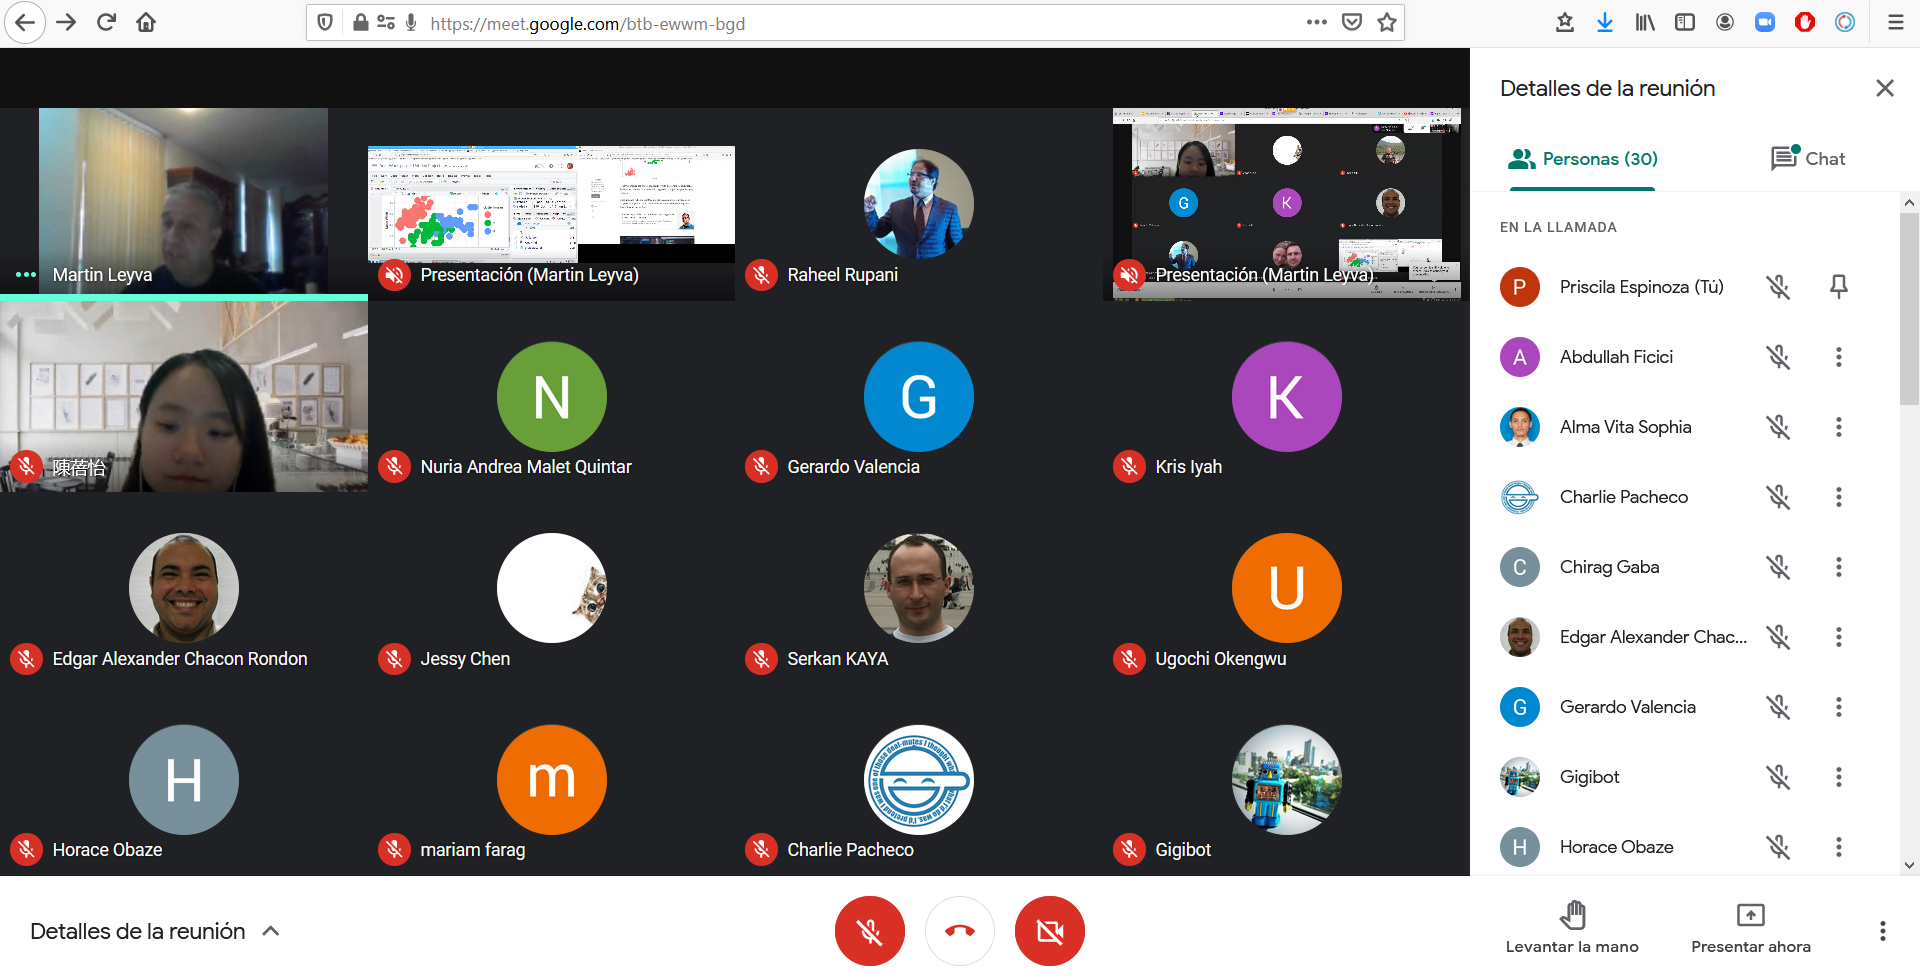 https://meet.google.com/btb-ewwm-bgd
Martin Leyva
Presentación (Martin Leyva)
Raheel Rupani
Presentación (Martin Leyva)
陳蓓怡
N
Nuria Andrea Malet Quintar
G
Gerardo Valencia
K
Kris Iyah
Edgar Alexander Chacon Rondon
Jessy Chen
Serkan KAYA
U
Ugochi Okengwu
H
Horace Obaze
m
mariam farag
Charlie Pacheco
Gigibot
G
K
Detalles de la reunión
Personas (30)
Chat
EN LA LLAMADA
P
Priscila Espinoza (Tú)
A
Abdullah Ficici
Alma Vita Sophia
Charlie Pacheco
C
Chirag Gaba
Edgar Alexander Chac...
G
Gerardo Valencia
Gigibot
H
Horace Obaze
Detalles de la reunión
Levantar la mano
Presentar ahora